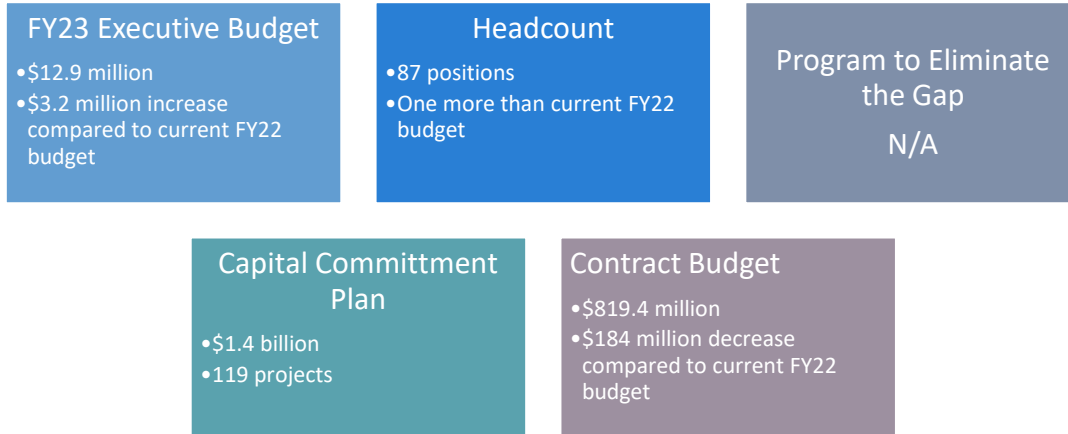 FY23 Executive Budget
•$12.9 million
•$3.2 million increase
compared to current FY22
budget
Headcount
•87 positions
•One more than current FY22
budget
Program to Eliminate
the Gap
N/A
Capital Committment
Plan
•$1.4 billion
•119 projects
Contract Budget
•$819.4 million
•$184 million decrease
compared to current FY22
budget